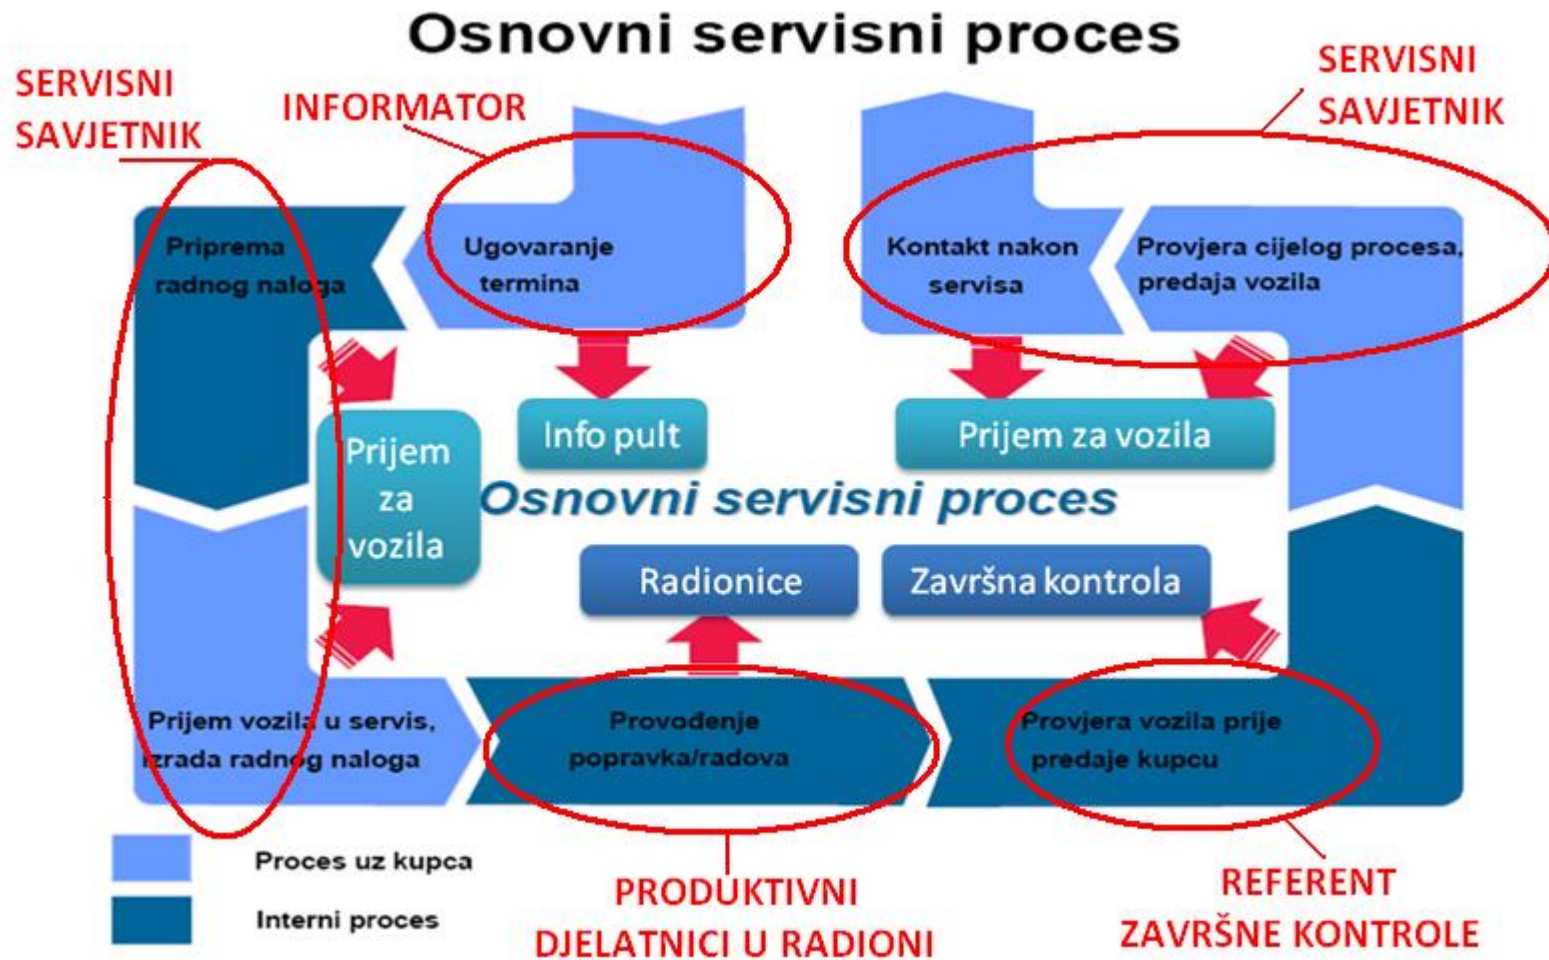 Osnovni servisni proces
SERVISNI
SAVJETNIK
INFORMATOR
SERVISNI
SAVJETNIK
Priprema
radnog naloga
Ugovaranje
termina
Kontakt nakon
servisa
Provjera cijelog procesa,
predaja vozila
Prijem
za
vozila
Info pult
Prijem za vozila
Osnovni servisni proces
Radionice
Završna kontrola
Prijem vozila u servis,
izrada radnog naloga
Provođenje
popravka/radova
Provjera vozila prije
predaje kupcu
Proces uz kupca
Interni proces
PRODUKTIVNI
DJELATNICI U RADIONI
REFERENT
ZAVRŠNE KONTROLE